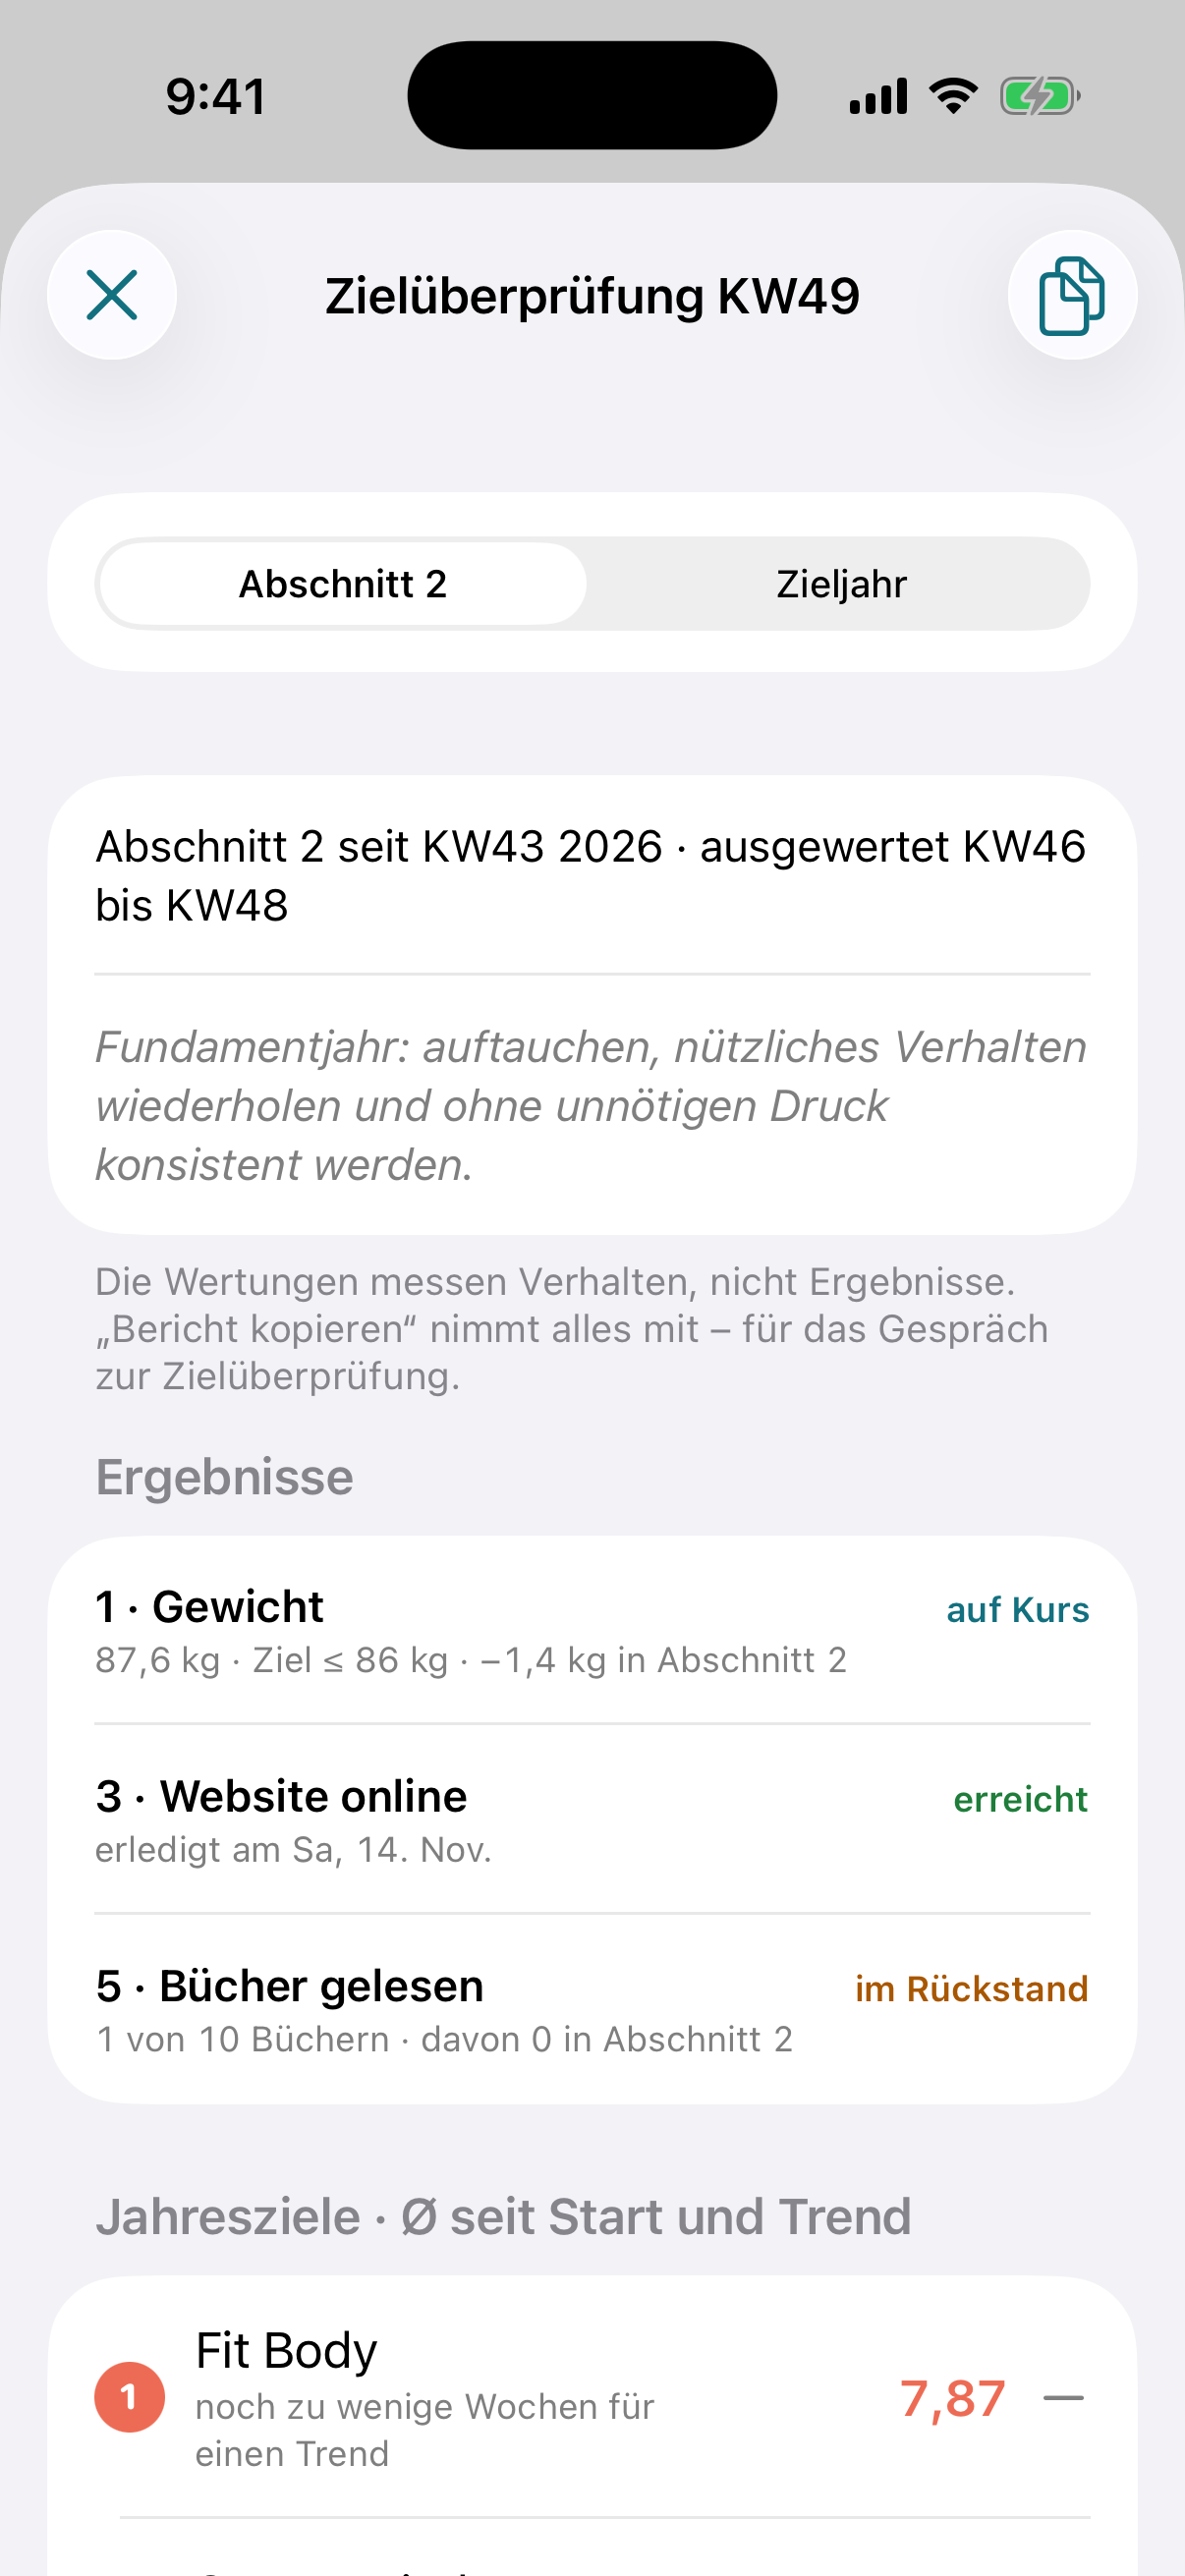 9:41
Zielüberprüfung KW49
Abschnitt 2
Zieljahr
Abschnitt 2 seit KW43 2026 · ausgewertet KW46
bis KW48
Fundamentjahr: auftauchen, nützliches Verhalten
wiederholen und ohne unnötigen Druck
konsistent werden.
Die Wertungen messen Verhalten, nicht Ergebnisse.
„Bericht kopieren“ nimmt alles mit – für das Gespräch
zur Zielüberprüfung.
Ergebnisse
1 · Gewicht
auf Kurs
87,6 kg · Ziel ≤ 86 kg · −1,4 kg in Abschnitt 2
3 · Website online
erreicht
erledigt am Sa, 14. Nov.
5 · Bücher gelesen
im Rückstand
1 von 10 Büchern · davon 0 in Abschnitt 2
Jahresziele · Ø seit Start und Trend
1
Fit Body
noch zu wenige Wochen für
einen Trend
7,87 —